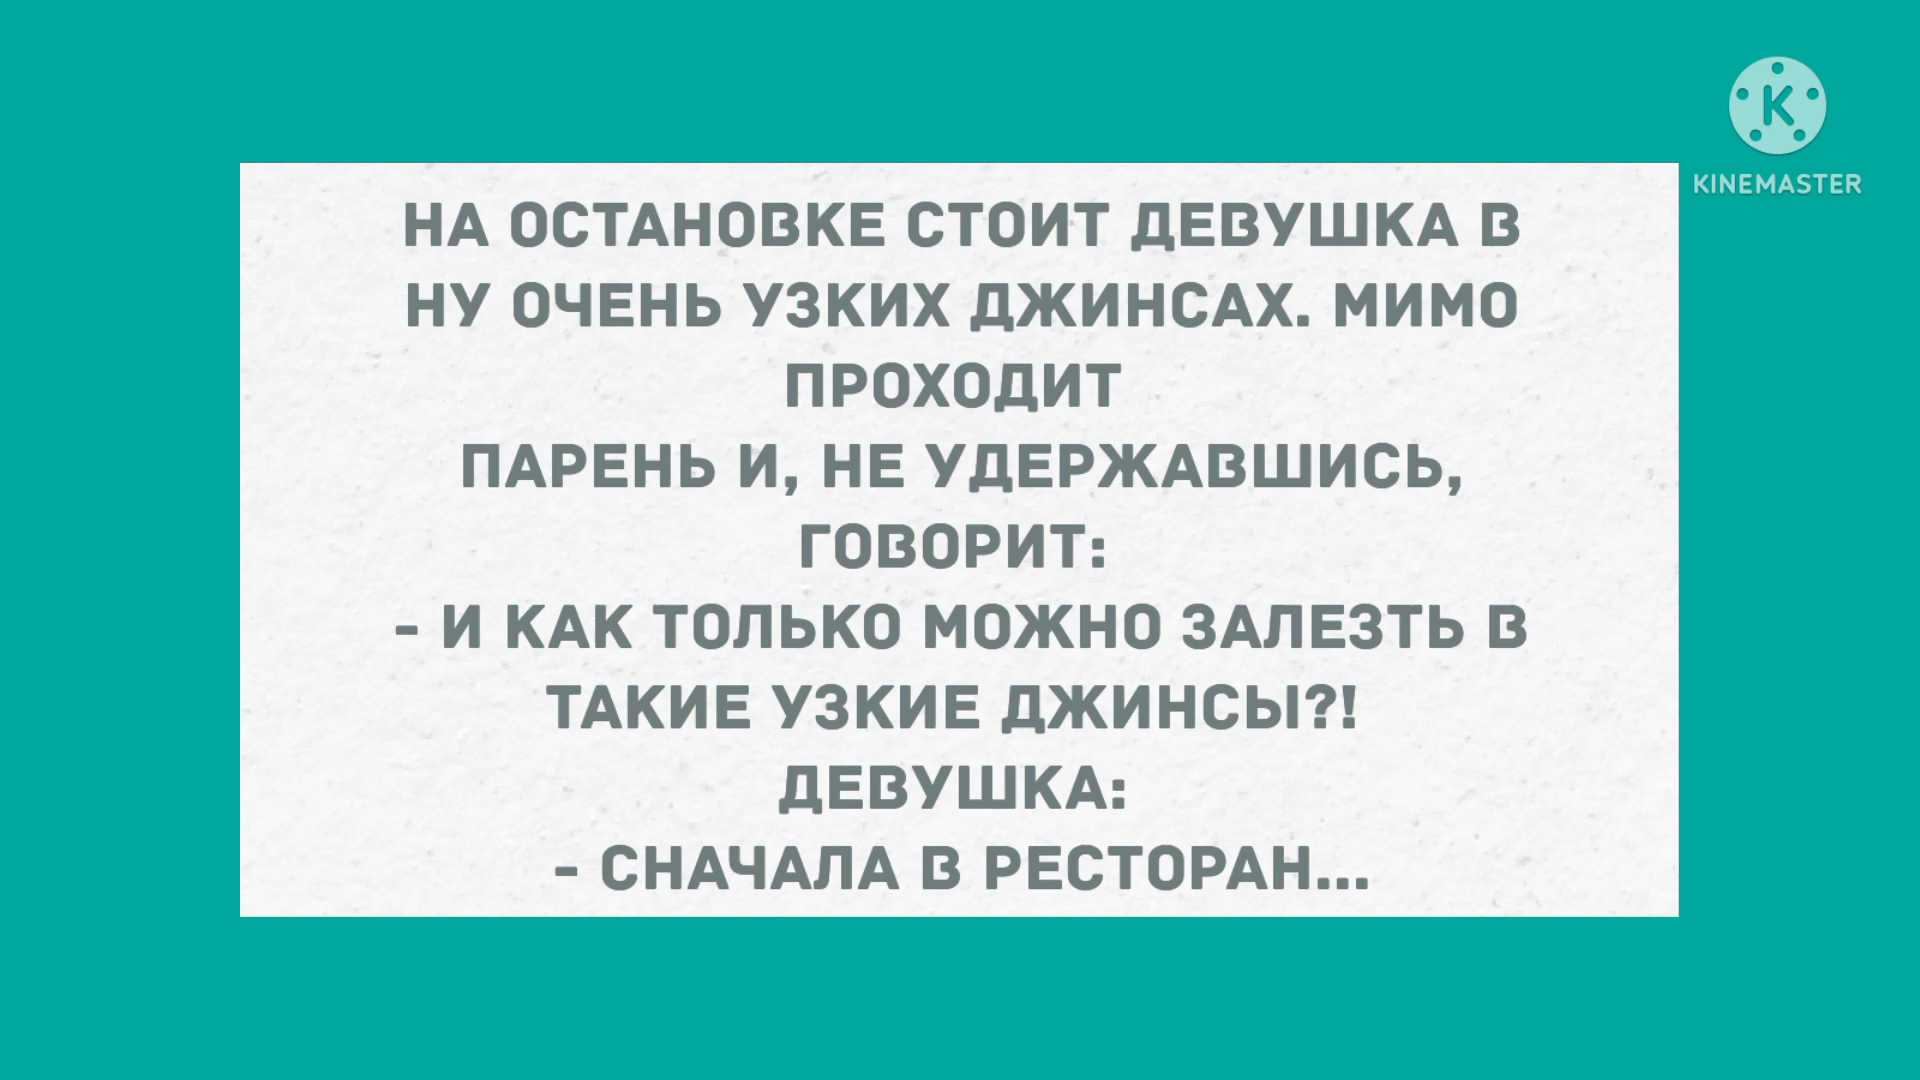 НА ОСТАНОВКЕ СТОИТ ДЕВУШКА В
НУ ОЧЕНЬ УЗКИХ ДЖИНСАХ. МИМО
ПРОХОДИТ
ПАРЕНЬ И, НЕ УДЕРЖАВШИСЬ,
ГОВОРИТ:
- И КАК ТОЛЬКО МОЖНО ЗАЛЕЗТЬ В
ТАКИЕ УЗКИЕ ДЖИНСЫ?!
ДЕВУШКА:
- СНАЧАЛА В РЕСТОРАН...
K
KINEMASTER